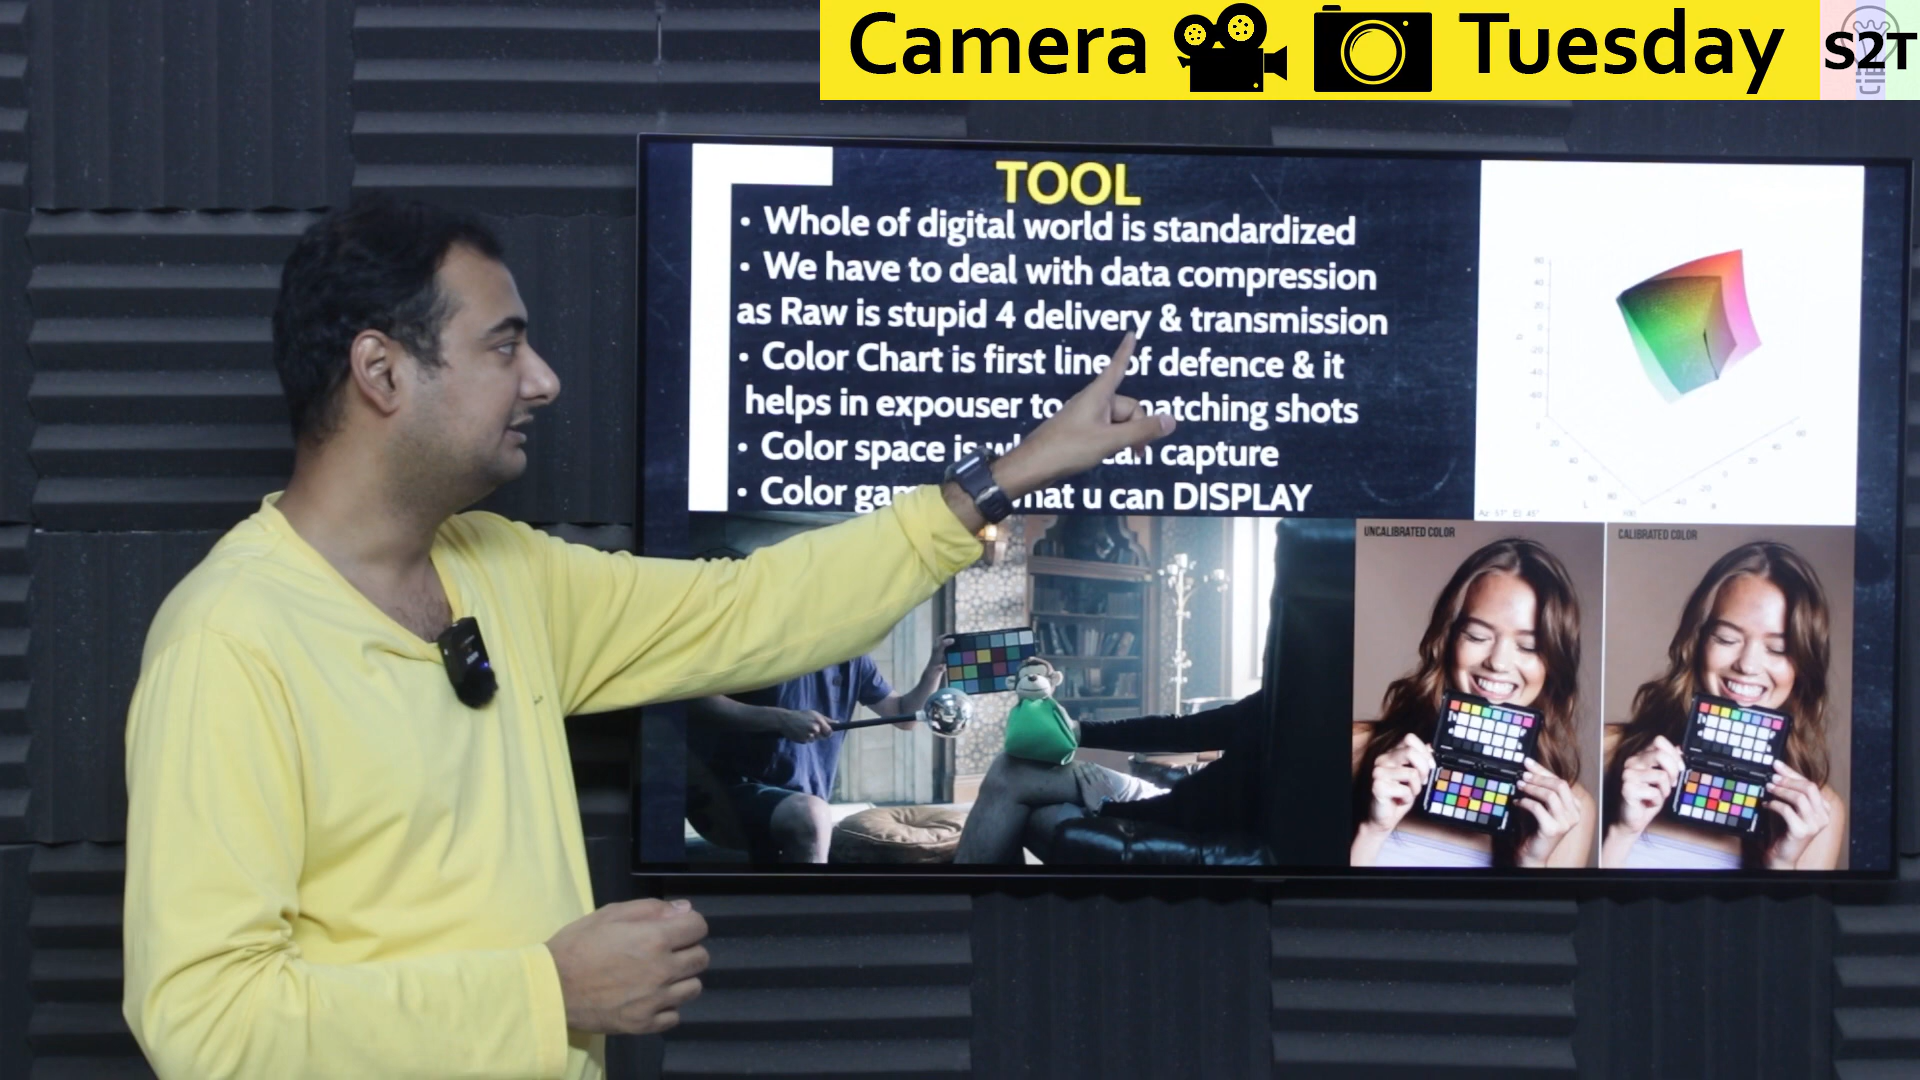 Camera Tuesday S2T
TOOL
• Whole of digital world is standardized
• We have to deal with data compression
as Raw is stupid 4 delivery & transmission
• Color Chart is first line of defence & it
helps in expouser to matching shots
• Color space is can capture
• Color u can DISPLAY
UNCALIBRATED COLOR
CALIBRATED COLOR